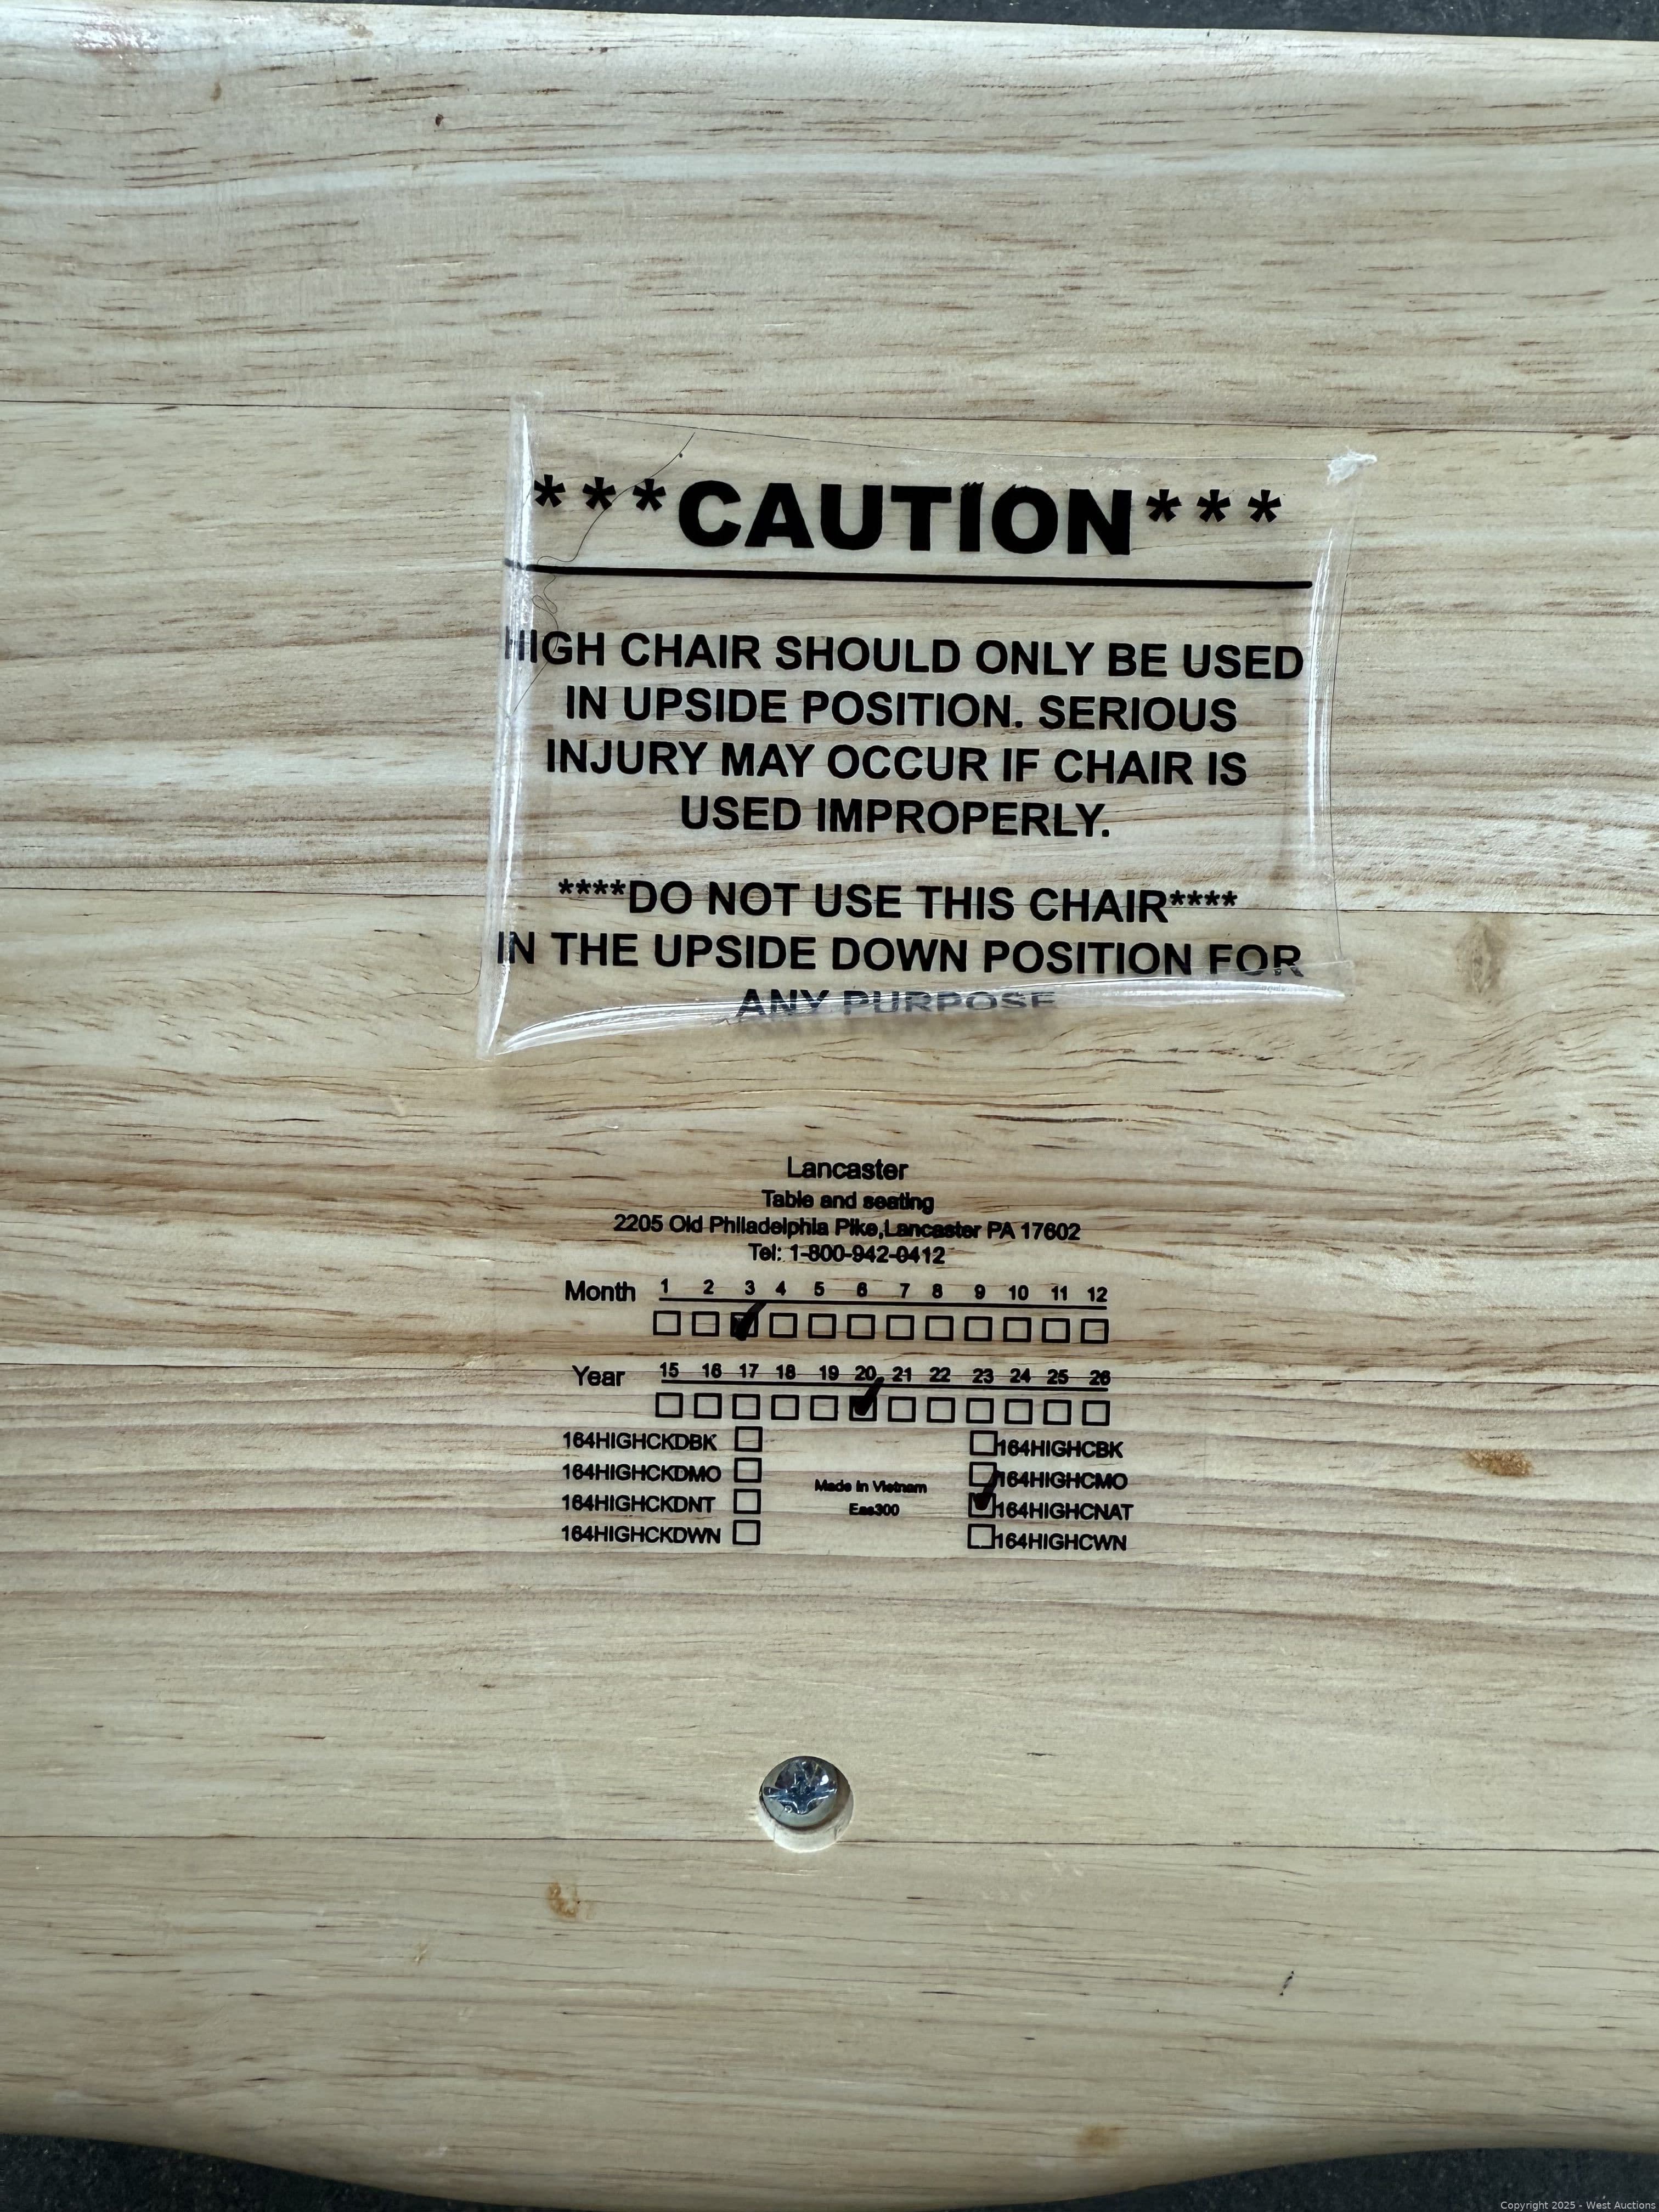 ***CAUTION***
HIGH CHAIR SHOULD ONLY BE USED
IN UPSIDE POSITION. SERIOUS
INJURY MAY OCCUR IF CHAIR IS
USED IMPROPERLY.
****DO NOT USE THIS CHAIR****
IN THE UPSIDE DOWN POSITION FOR
ANY PURPOSE
Lancaster
Table and seating
2205 Old Philadelphia Pike,Lancaster PA 17602
Tel: 1-800-942-0412
Month 1 2 3 4 5 6 7 8 9 10 11 12
Year 15 16 17 18 19 20 21 22 23 24 25 26
164HIGHCKDBK 164HIGHCBK
164HIGHCKDMO 164HIGHCMO
Made in Vietnam
164HIGHCKDNT 164HIGHCNAT
Eas300
164HIGHCKDWN 164HIGHCWN
Copyright 2025 - West Auctions